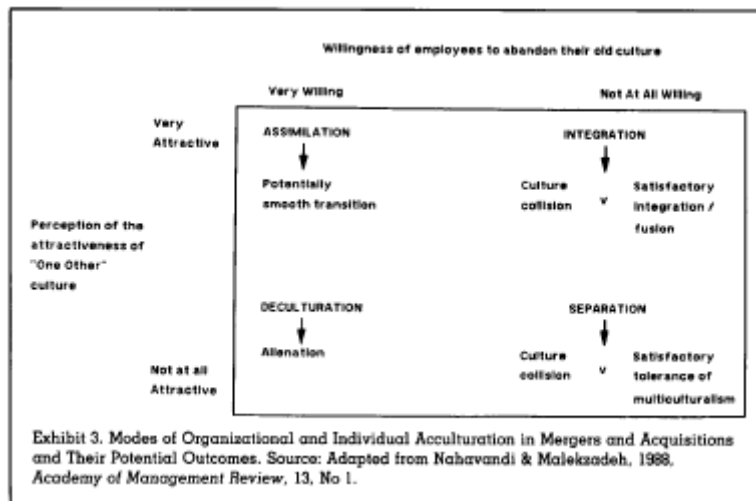 Willingness of employees to abandon their old culture
Very Willing
Not At All Willing
Very
Attractive
ASSIMILATION
INTEGRATION
Potentially
smooth transition
Culture
collision
v
Satisfactory
integration /
fusion
Perception of the
attractiveness of
"One Other"
culture
DECULTURATION
SEPARATION
Alienation
Culture
collision
v
Satisfactory
tolerance of
multiculturalism
Not at all
Attractive
Exhibit 3. Modes of Organizational and Individual Acculturation in Mergers and Acquisitions
and Their Potential Outcomes. Source: Adapted from Nahavandi & Malekzadeh, 1988,
Academy of Management Review, 13, No 1.